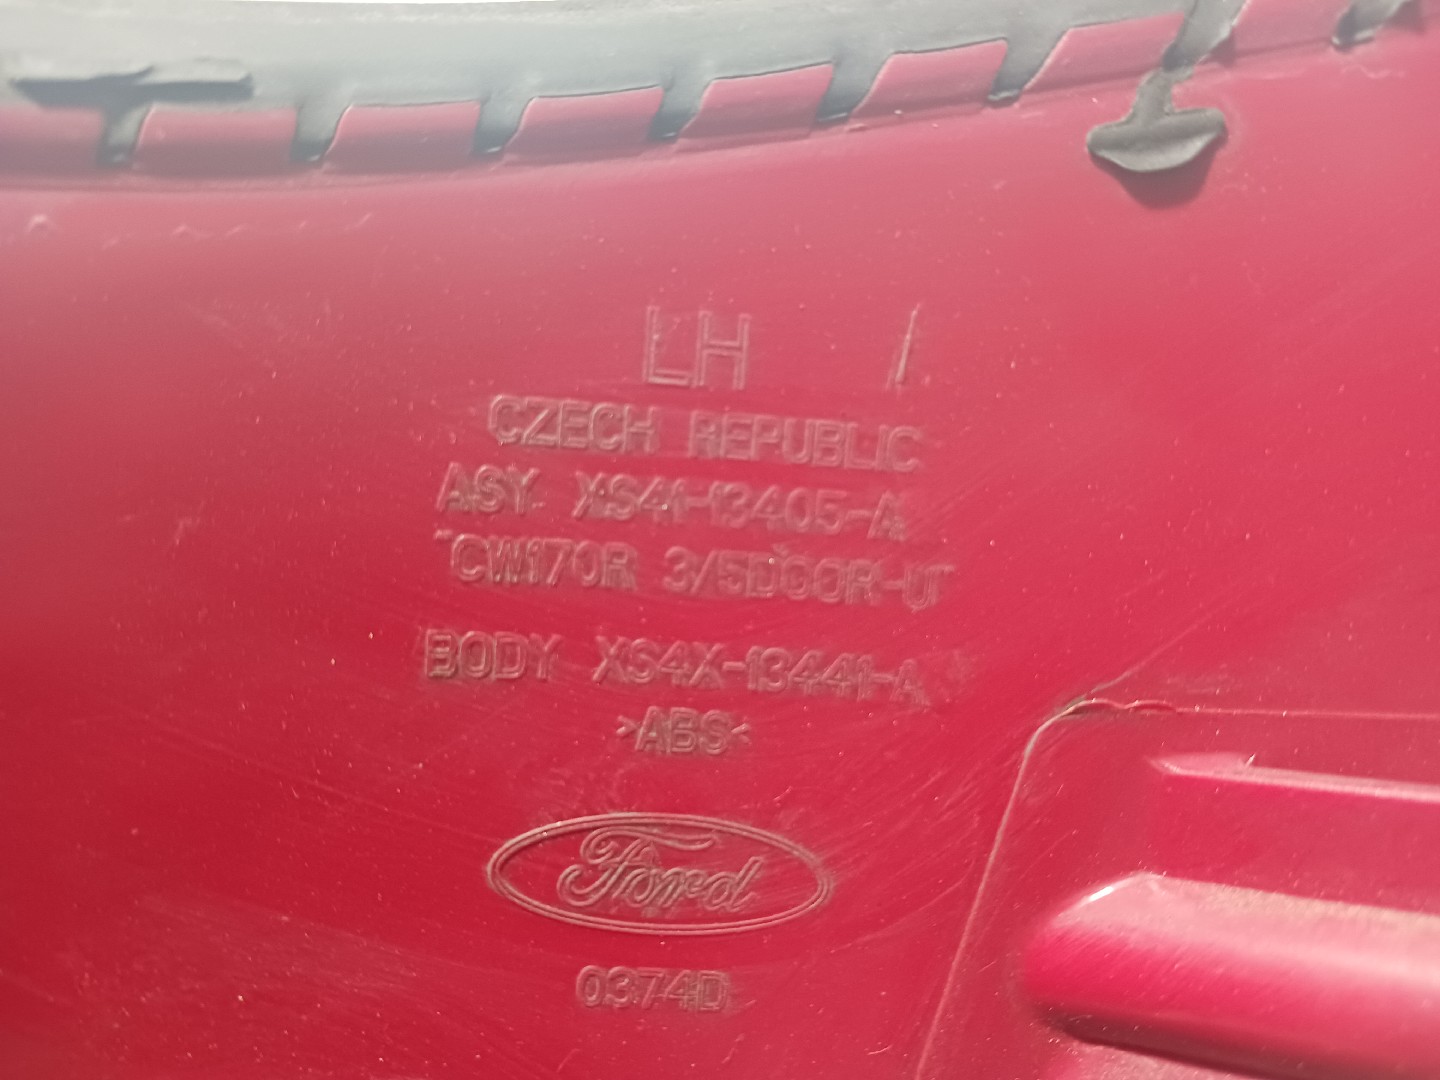 LH /
CZECH REPUBLIC
ASY. XS41-13405-A
"CW170R 3/5DOOR-U"
BODY XS4X-13441-A
>ABS<
Ford
0374D